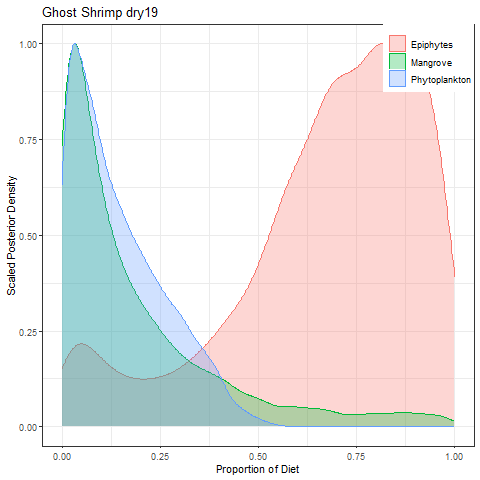 Ghost Shrimp dry19
Epiphytes
Mangrove
Phytoplankton
1.00
0.75
0.50
0.25
0.00
Scaled Posterior Density
0.00 0.25 0.50 0.75 1.00
Proportion of Diet